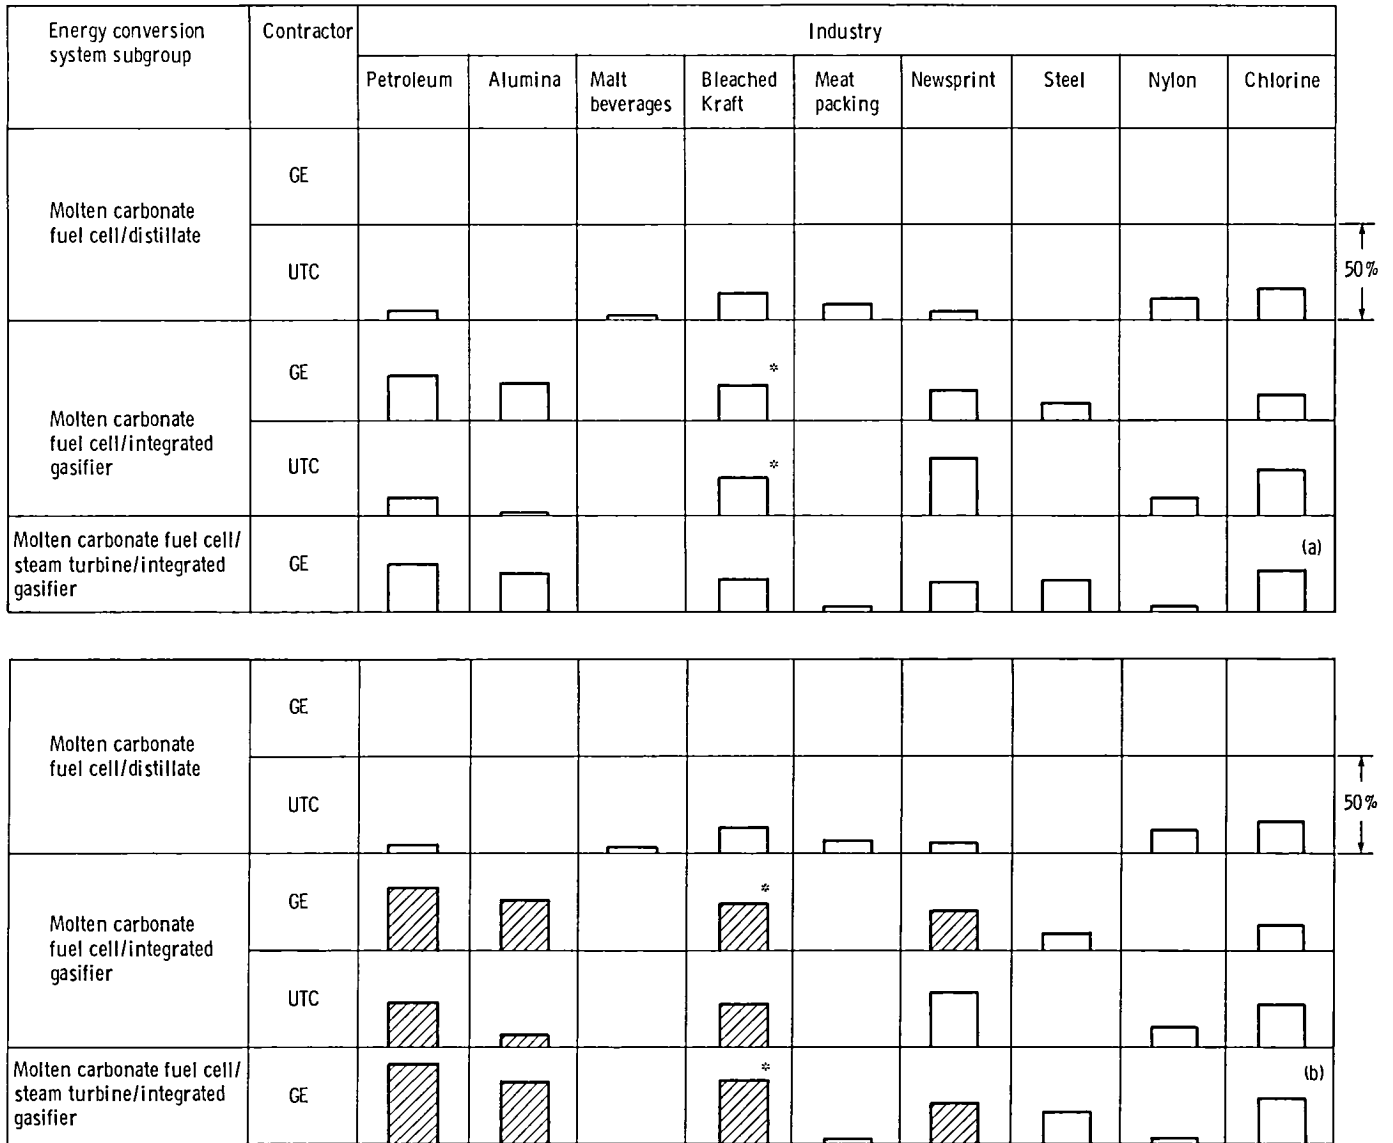 Energy conversion
system subgroup
Contractor
Industry
Petroleum
Alumina
Malt
beverages
Bleached
Kraft
Meat
packing
Newsprint
Steel
Nylon
Chlorine
Molten carbonate
fuel cell/distillate
GE
UTC
50%
Molten carbonate
fuel cell/integrated
gasifier
GE
*
UTC
*
Molten carbonate fuel cell/
steam turbine/integrated
gasifier
GE
(a)
Molten carbonate
fuel cell/distillate
GE
UTC
50%
Molten carbonate
fuel cell/integrated
gasifier
GE
*
UTC
Molten carbonate fuel cell/
steam turbine/integrated
gasifier
GE
*
(b)